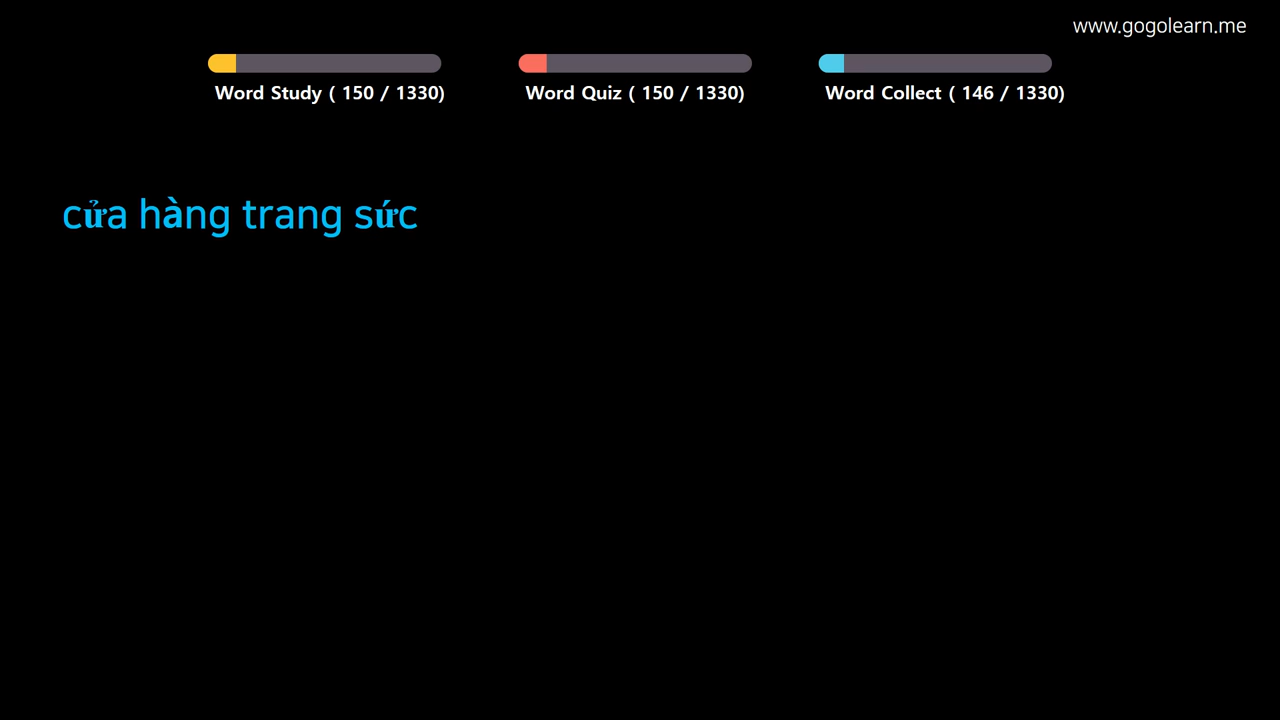 www.gogolearn.me
Word Study ( 150 / 1330)
Word Quiz ( 150 / 1330)
Word Collect ( 146 / 1330)
cửa hàng trang sức